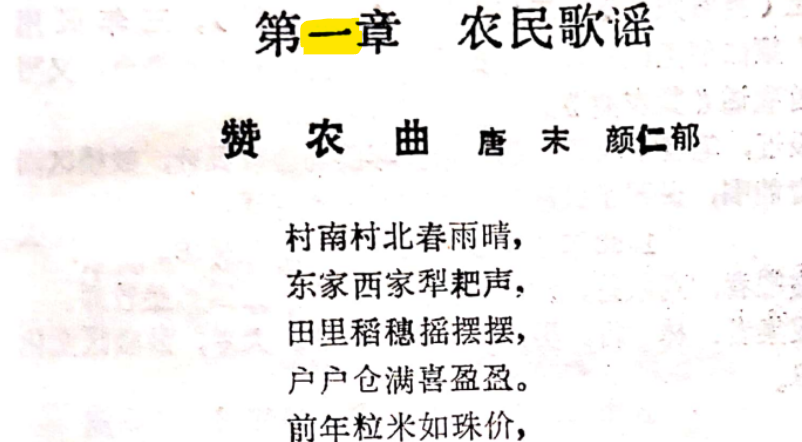 第一章 农民歌谣
赞农曲 唐末 颜仁郁
村南村北春雨晴，
东家西家犁耙声，
田里稻穗摇摆摆，
户户仓满喜盈盈。
前年粒米如珠价，